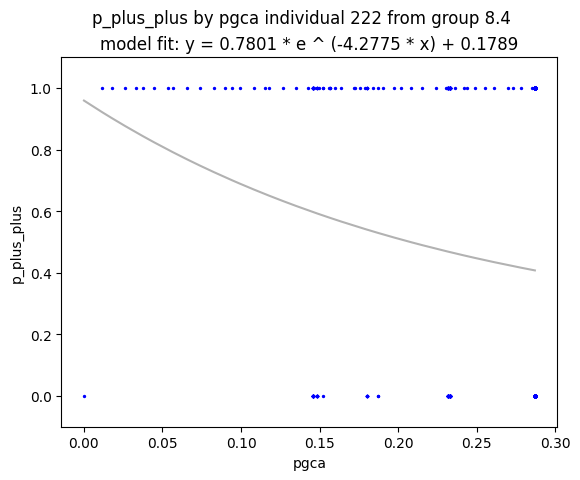 p_plus_plus by pgca individual 222 from group 8.4
model fit: y = 0.7801 * e ^ (-4.2775 * x) + 0.1789
1.0
0.8
0.6
0.4
0.2
0.0
p_plus_plus
0.00 0.05 0.10 0.15 0.20 0.25 0.30
pgca